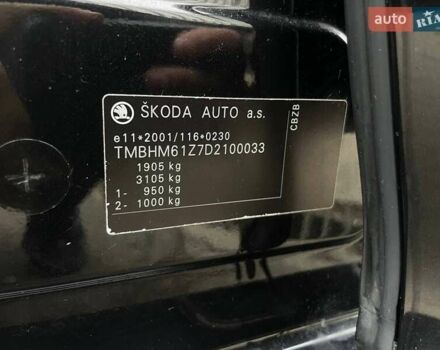 auto RIA
ŠKODA AUTO a.s.
e11*2001/116*0230
TMBHM61Z7D2100033
1905 kg
3105 kg
1- 950 kg
2- 1000 kg
CBZB